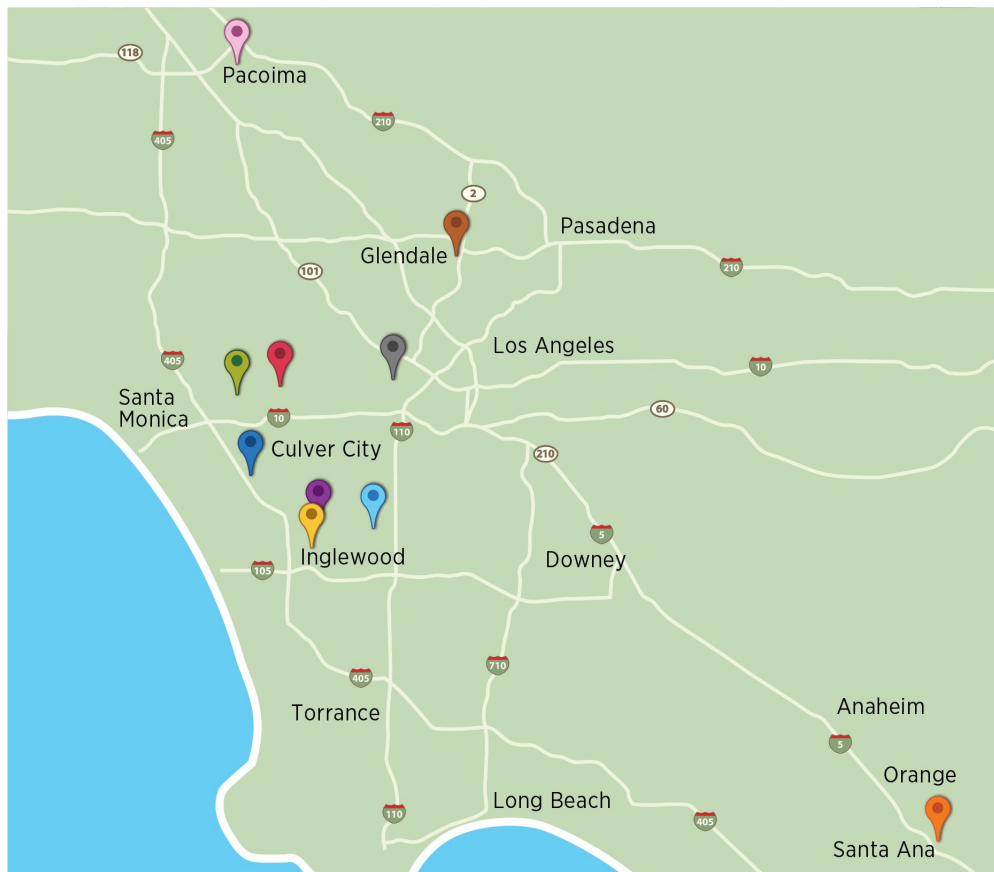 118
Pacoima
210
405
2
Pasadena
Glendale
210
101
Los Angeles
405
10
Santa
Monica
60
10
110
Culver City
210
5
Inglewood
Downey
105
710
405
Anaheim
Torrance
5
Orange
Long Beach
110
405
Santa Ana